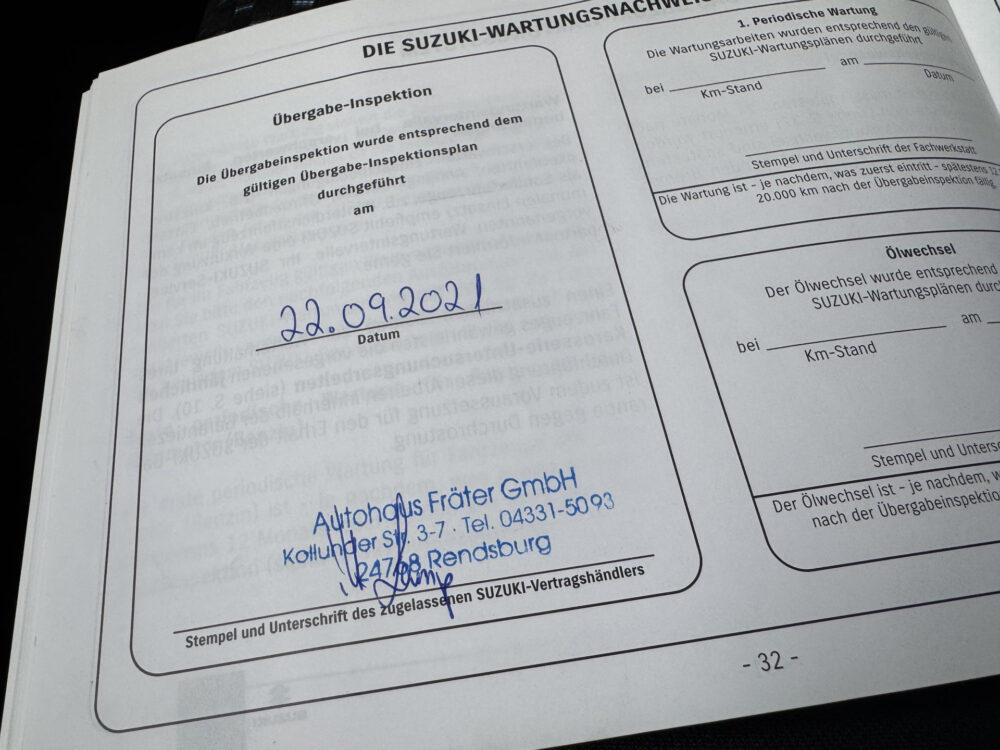 DIE SUZUKI-WARTUNGSNACHWEIS
Übergabe-Inspektion
Die Übergabeinspektion wurde entsprechend dem
gültigen Übergabe-Inspektionsplan
durchgeführt
am
22.09.2021
Datum
Autohaus Fräter GmbH
Kollunder Str. 3-7 · Tel. 04331-5093
24768 Rendsburg
Stempel und Unterschrift des zugelassenen SUZUKI-Vertragshändlers
1. Periodische Wartung
Die Wartungsarbeiten wurden entsprechend den gültigen
SUZUKI-Wartungsplänen durchgeführt
bei am
Km-Stand Datum
Stempel und Unterschrift der Fachwerkstatt
Die Wartung ist - je nachdem, was zuerst eintritt - spätestens 12
20.000 km nach der Übergabeinspektion fällig.
Ölwechsel
Der Ölwechsel wurde entsprechend
SUZUKI-Wartungsplänen
bei am
Km-Stand
Stempel und
Der Ölwechsel ist - je nachdem,
nach der
- 32 -